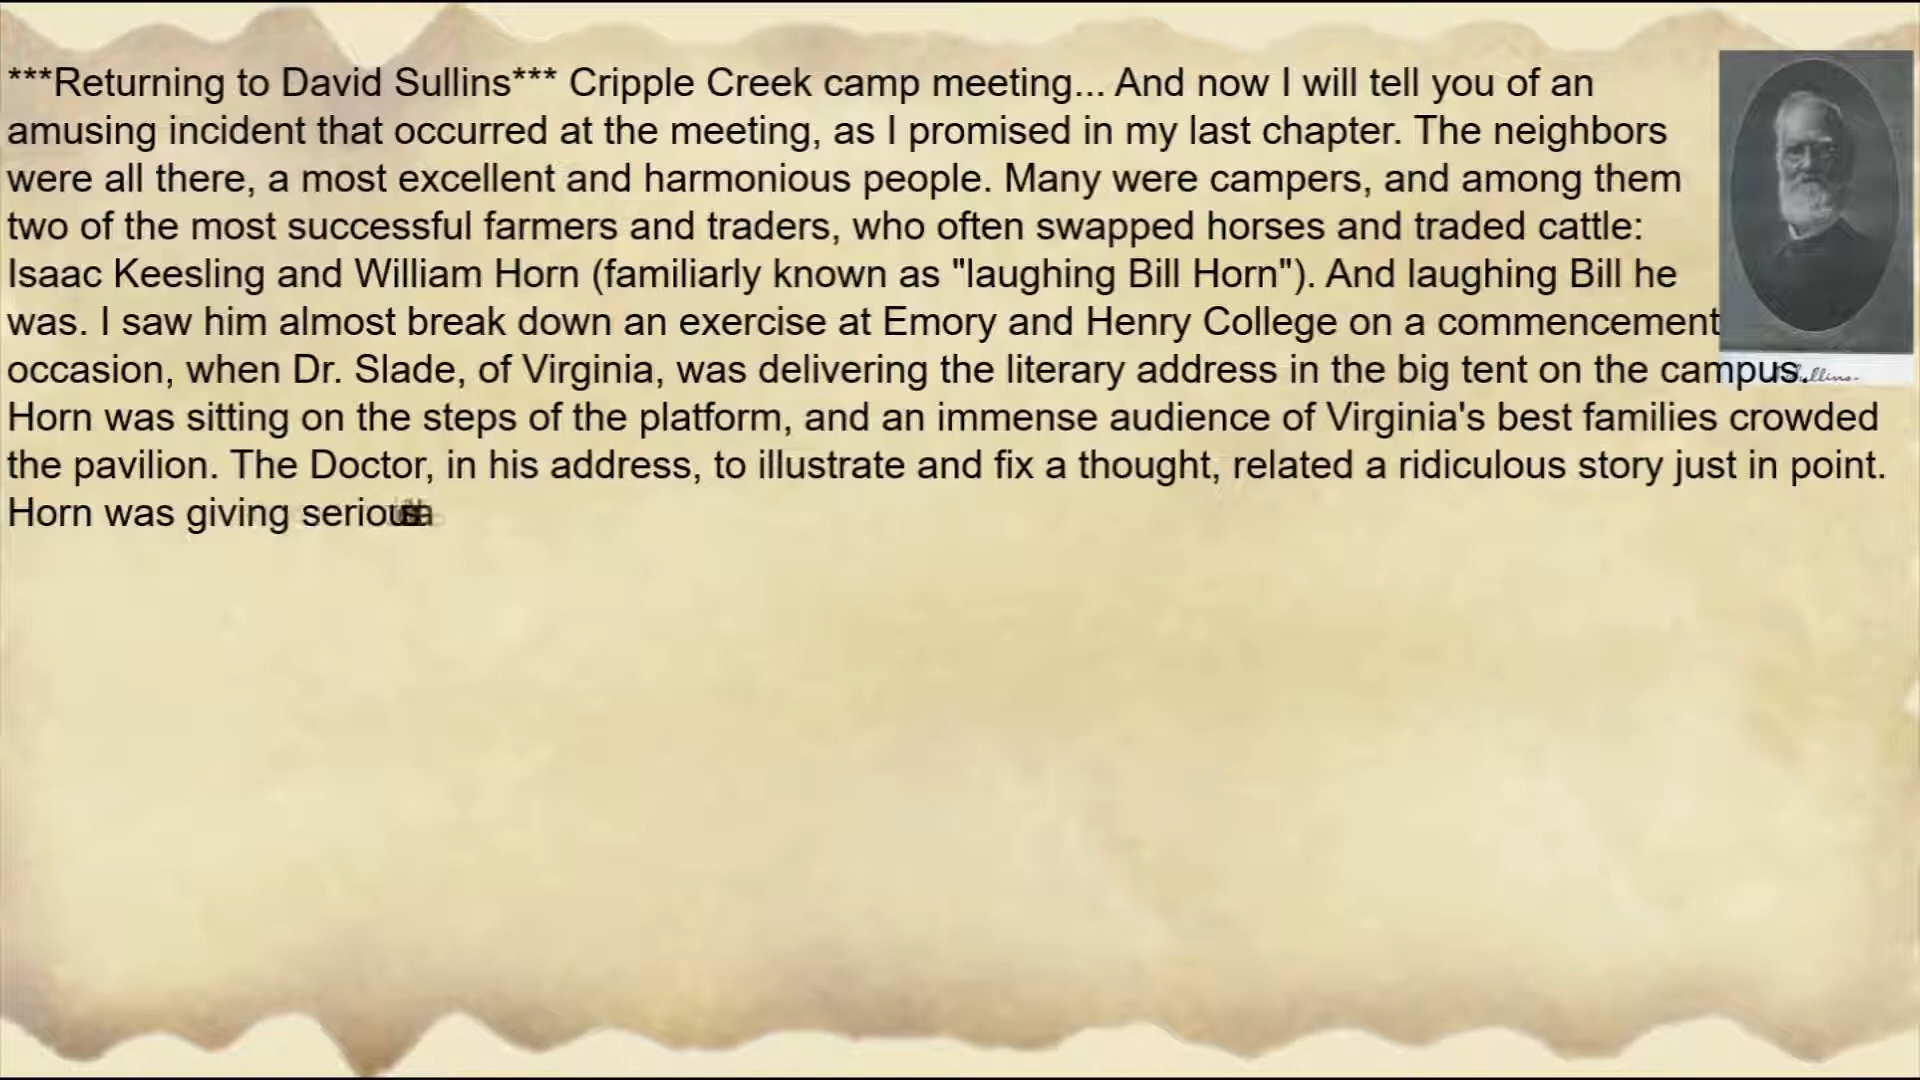 ***Returning to David Sullins*** Cripple Creek camp meeting... And now I will tell you of an
amusing incident that occurred at the meeting, as I promised in my last chapter. The neighbors
were all there, a most excellent and harmonious people. Many were campers, and among them
two of the most successful farmers and traders, who often swapped horses and traded cattle:
Isaac Keesling and William Horn (familiarly known as "laughing Bill Horn"). And laughing Bill he
was. I saw him almost break down an exercise at Emory and Henry College on a commencement
occasion, when Dr. Slade, of Virginia, was delivering the literary address in the big tent on the campus.
Horn was sitting on the steps of the platform, and an immense audience of Virginia's best families crowded
the pavilion. The Doctor, in his address, to illustrate and fix a thought, related a ridiculous story just in point.
Horn was giving